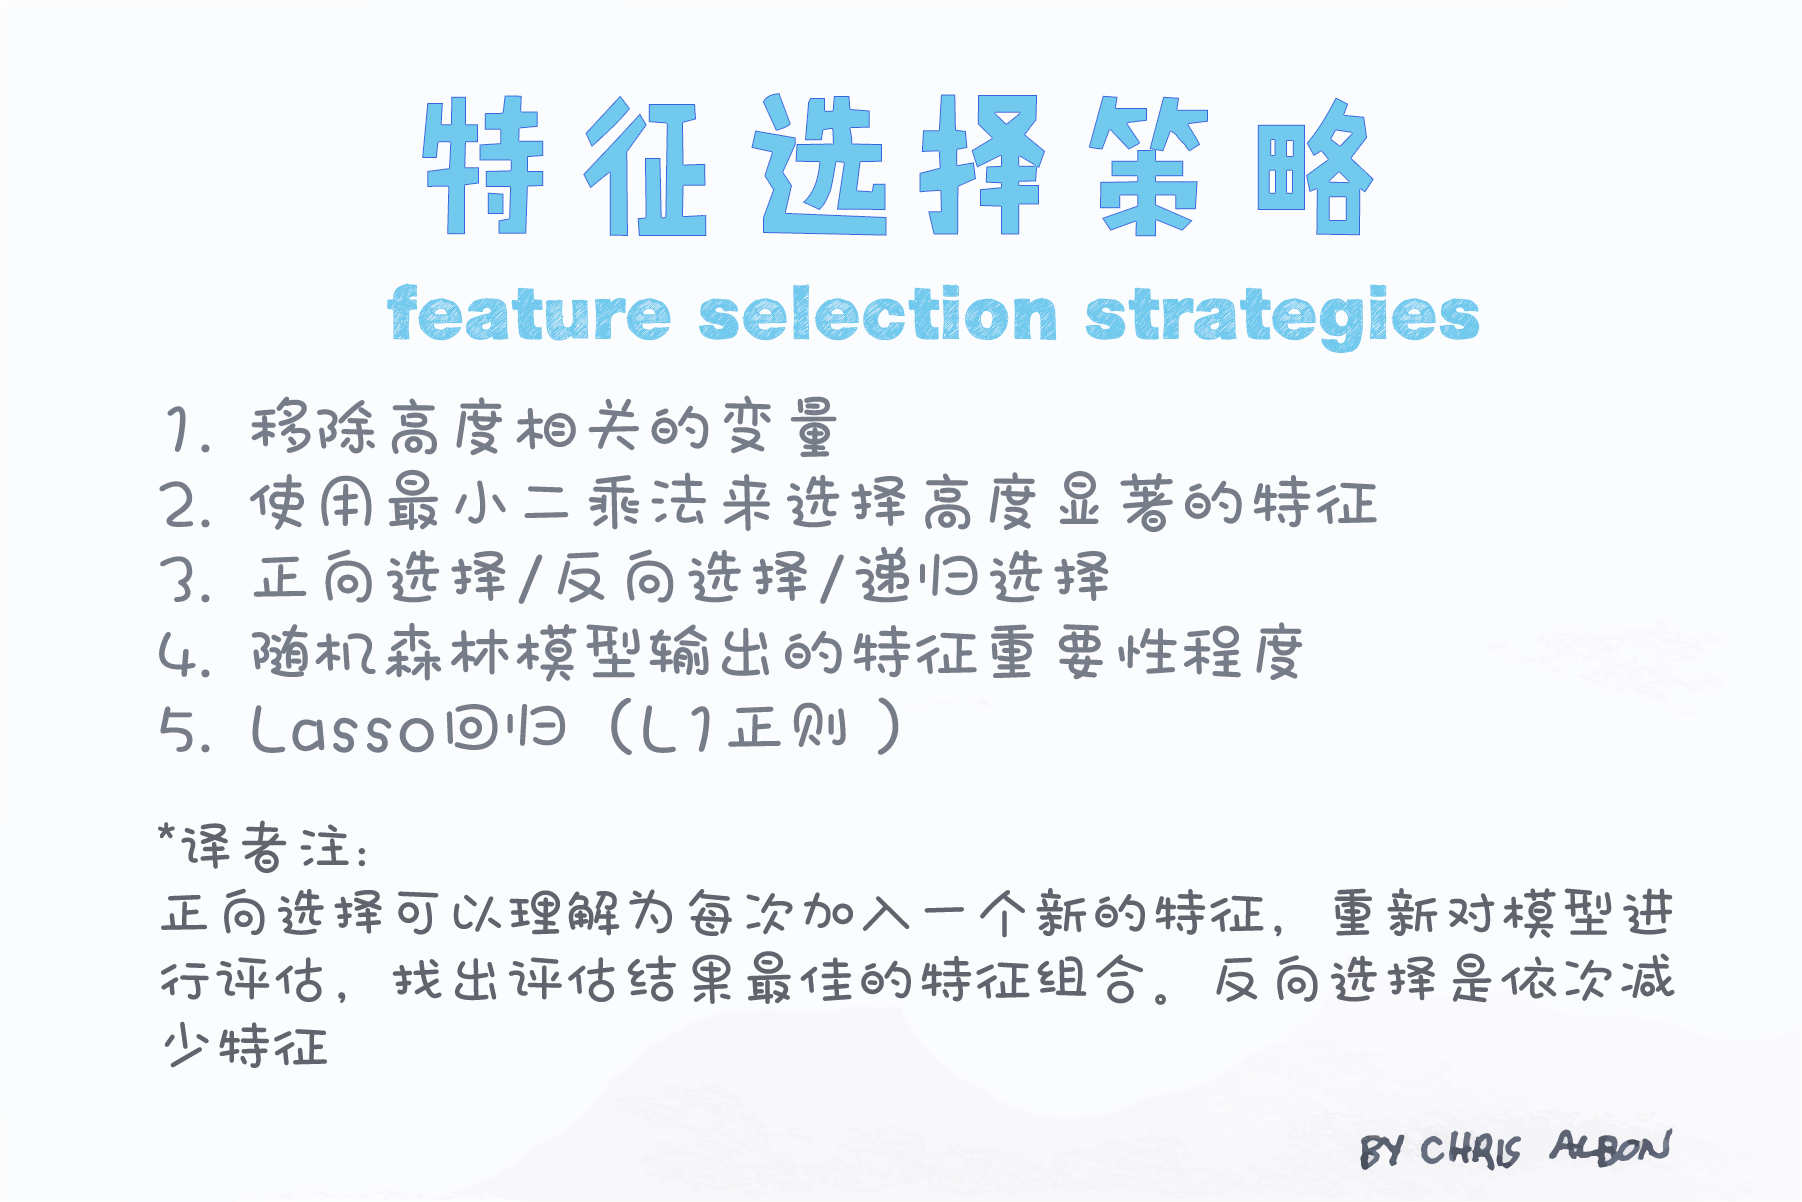 特征选择策略
feature selection strategies
1. 移除高度相关的变量
2. 使用最小二乘法来选择高度显著的特征
3. 正向选择/反向选择/递归选择
4. 随机森林模型输出的特征重要性程度
5. Lasso回归（L1正则）
*译者注:
正向选择可以理解为每次加入一个新的特征，重新对模型进
行评估，找出评估结果最佳的特征组合。反向选择是依次减
少特征
BY CHRIS ALBON